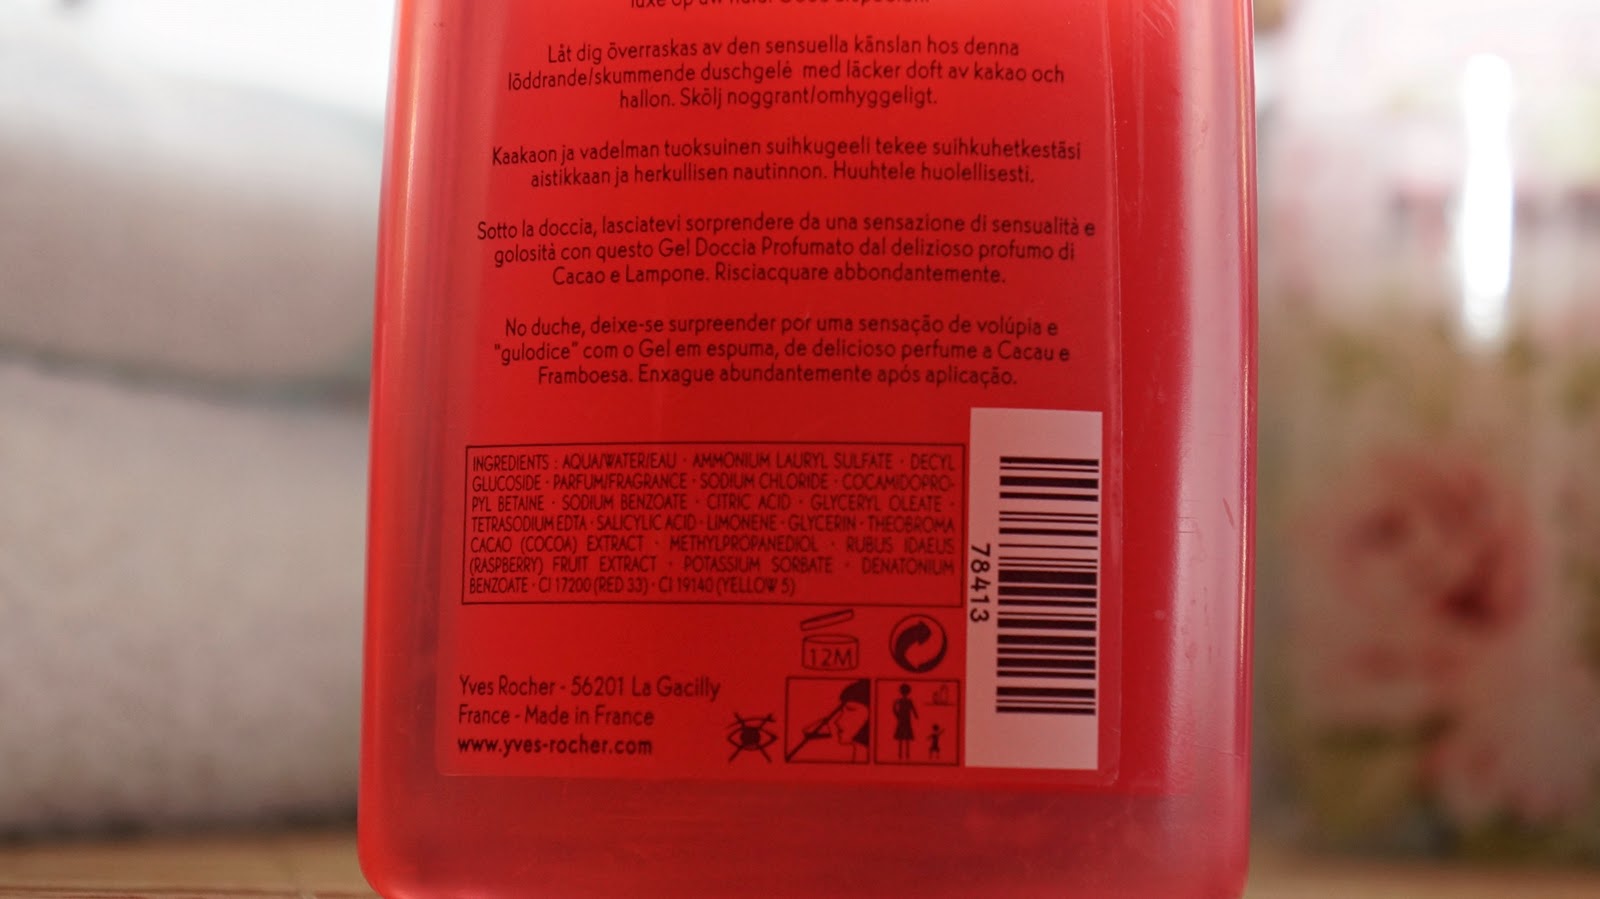 luxe op uw huid. Goed afspoelen.
Låt dig överraskas av den sensuella känslan hos denna
löddrande/skummende duschgelé med läcker doft av kakao och
hallon. Skölj noggrant/omhyggeligt.
Kaakaon ja vadelman tuoksuinen suihkugeeli tekee suihkuhetkestäsi
aistikkaan ja herkullisen nautinnon. Huuhtele huolellisesti.
Sotto la doccia, lasciatevi sorprendere da una sensazione di sensualità e
golosità con questo Gel Doccia Profumato dal delizioso profumo di
Cacao e Lampone. Risciacquare abbondantemente.
No duche, deixe-se surpreender por uma sensação de volúpia e
"gulodice" com o Gel em espuma, de delicioso perfume a Cacau e
Framboesa. Enxague abundantemente após aplicação.
INGREDIENTS : AQUA/WATER/EAU · AMMONIUM LAURYL SULFATE · DECYL
GLUCOSIDE · PARFUM/FRAGRANCE · SODIUM CHLORIDE · COCAMIDOPRO-
PYL BETAINE · SODIUM BENZOATE · CITRIC ACID · GLYCERYL OLEATE ·
TETRASODIUM EDTA · SALICYLIC ACID · LIMONENE · GLYCERIN · THEOBROMA
CACAO (COCOA) EXTRACT · METHYLPROPANEDIOL · RUBUS IDAEUS
(RASPBERRY) FRUIT EXTRACT · POTASSIUM SORBATE · DENATONIUM
BENZOATE · CI 17200 (RED 33) · CI 19140 (YELLOW 5)
78413
12M
Yves Rocher - 56201 La Gacilly
France - Made in France
www.yves-rocher.com